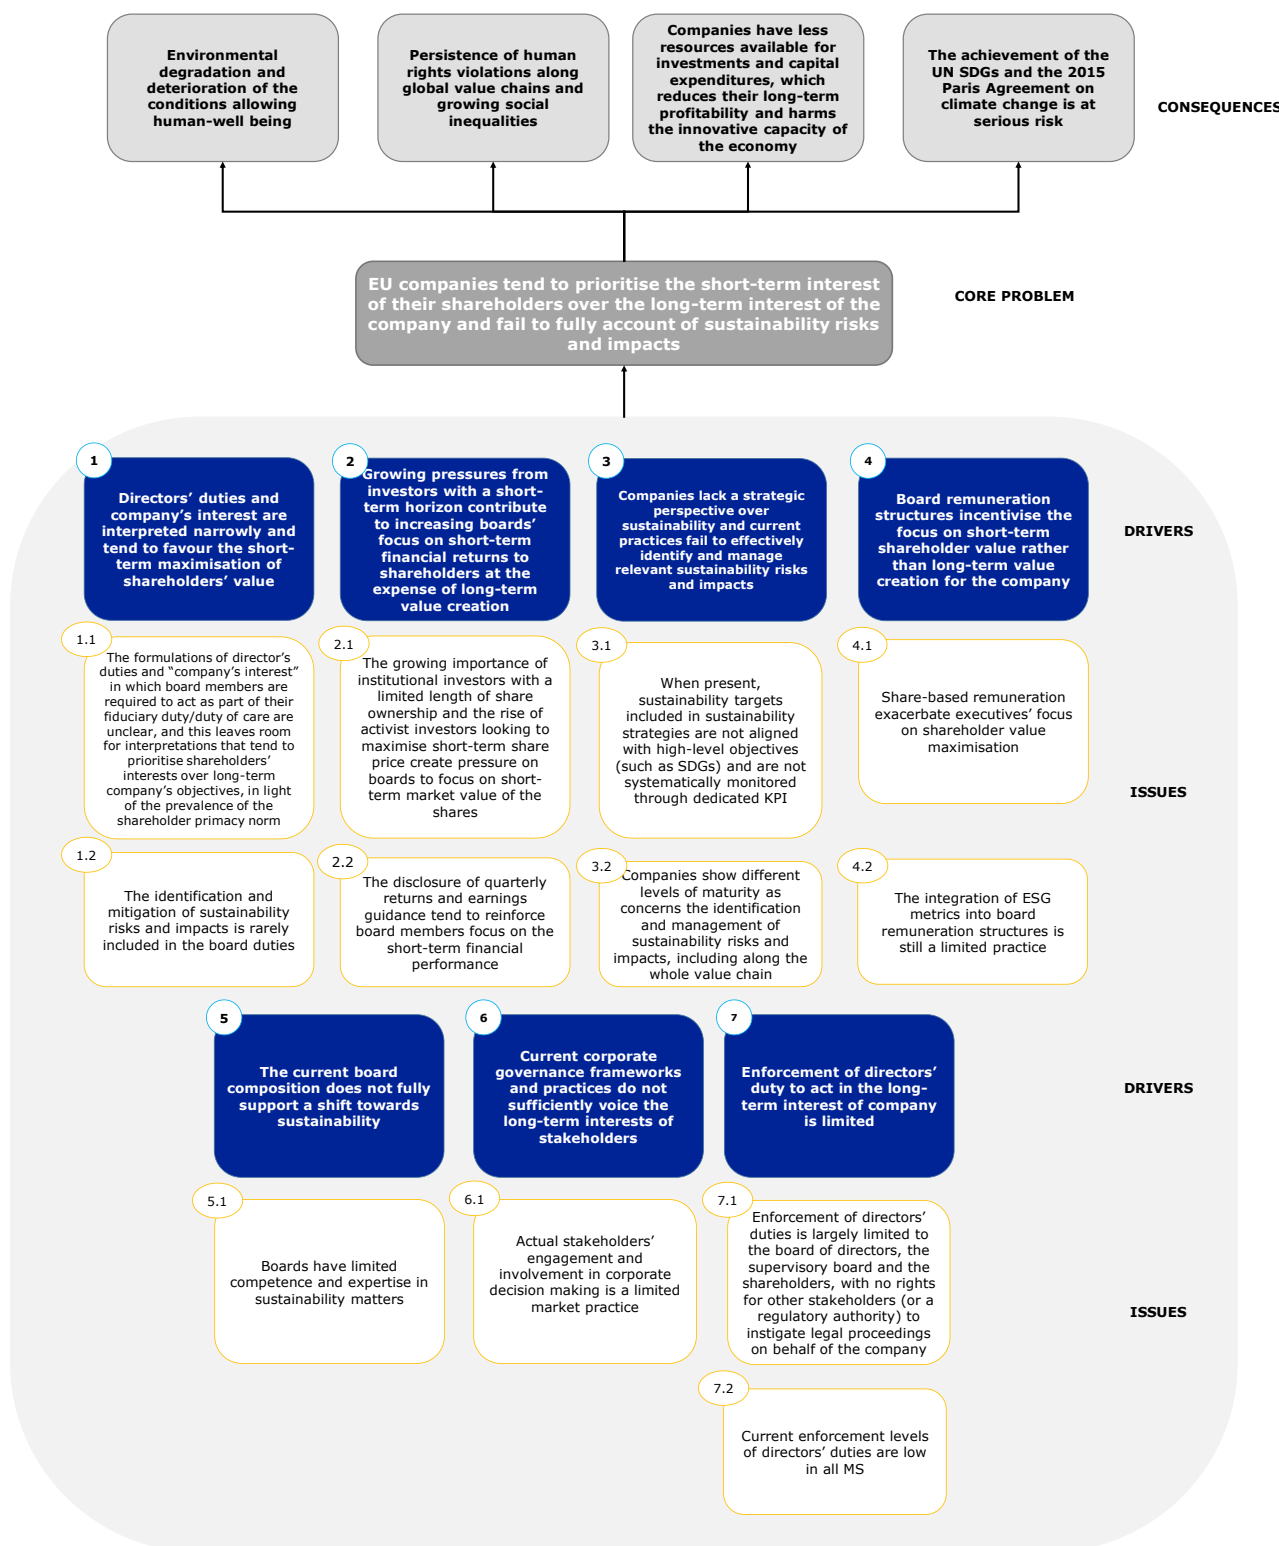 Environmental
degradation and
deterioration of the
conditions allowing
human-well being
Persistence of human
rights violations along
global value chains and
growing social
inequalities
Companies have less
resources available for
investments and capital
expenditures, which
reduces their long-term
profitability and harms
the innovative capacity of
the economy
The achievement of the
UN SDGs and the 2015
Paris Agreement on
climate change is at
serious risk
CONSEQUENCES
EU companies tend to prioritise the short-term interest
of their shareholders over the long-term interest of the
company and fail to fully account of sustainability risks
and impacts
CORE PROBLEM
1
Directors’ duties and
company’s interest are
interpreted narrowly and
tend to favour the short-
term maximisation of
shareholders’ value
2
Growing pressures from
investors with a short-
term horizon contribute
to increasing boards’
focus on short-term
financial returns to
shareholders at the
expense of long-term
value creation
3
Companies lack a strategic
perspective over
sustainability and current
practices fail to effectively
identify and manage
relevant sustainability risks
and impacts
4
Board remuneration
structures incentivise the
focus on short-term
shareholder value rather
than long-term value
creation for the company
DRIVERS
1.1
The formulations of director’s
duties and “company’s interest”
in which board members are
required to act as part of their
fiduciary duty/duty of care are
unclear, and this leaves room
for interpretations that tend to
prioritise shareholders’
interests over long-term
company’s objectives, in light
of the prevalence of the
shareholder primacy norm
2.1
The growing importance of
institutional investors with a
limited length of share
ownership and the rise of
activist investors looking to
maximise short-term share
price create pressure on
boards to focus on short-
term market value of the
shares
3.1
When present,
sustainability targets
included in sustainability
strategies are not aligned
with high-level objectives
(such as SDGs) and are not
systematically monitored
through dedicated KPI
4.1
Share-based remuneration
exacerbate executives’ focus
on shareholder value
maximisation
ISSUES
1.2
The identification and
mitigation of sustainability
risks and impacts is rarely
included in the board duties
2.2
The disclosure of quarterly
returns and earnings
guidance tend to reinforce
board members focus on the
short-term financial
performance
3.2
Companies show different
levels of maturity as
concerns the identification
and management of
sustainability risks and
impacts, including along the
whole value chain
4.2
The integration of ESG
metrics into board
remuneration structures is
still a limited practice
5
The current board
composition does not fully
support a shift towards
sustainability
6
Current corporate
governance frameworks
and practices do not
sufficiently voice the
long-term interests of
stakeholders
7
Enforcement of directors’
duty to act in the long-
term interest of company
is limited
DRIVERS
5.1
Boards have limited
competence and expertise in
sustainability matters
6.1
Actual stakeholders’
engagement and
involvement in corporate
decision making is a limited
market practice
7.1
Enforcement of directors’
duties is largely limited to
the board of directors, the
supervisory board and the
shareholders, with no rights
for other stakeholders (or a
regulatory authority) to
instigate legal proceedings
on behalf of the company
ISSUES
7.2
Current enforcement levels
of directors’ duties are low
in all MS